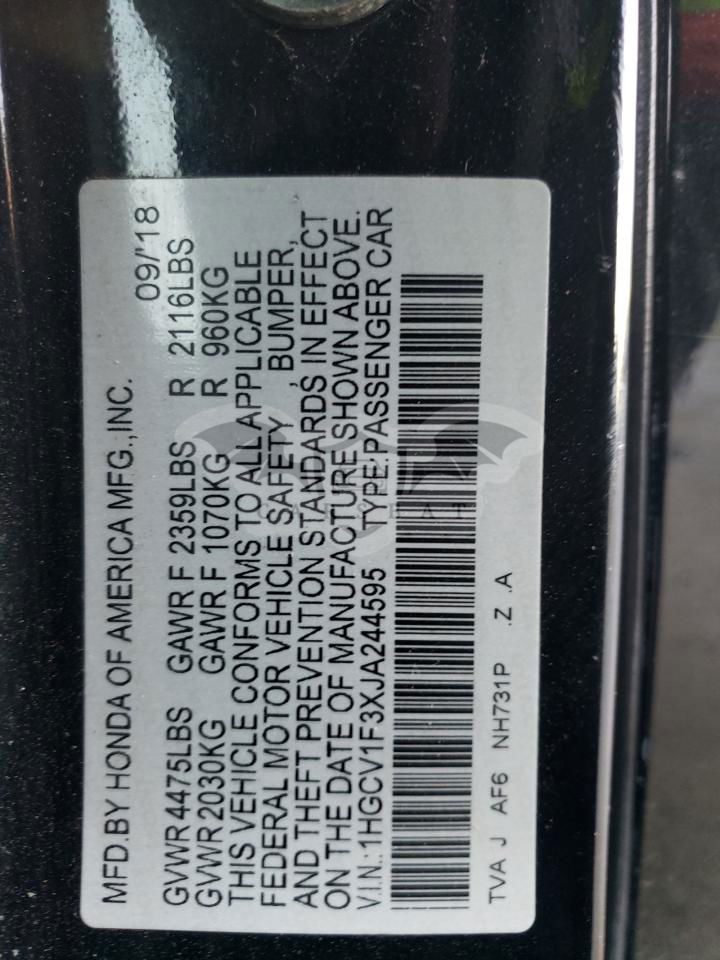 MFD.BY HONDA OF AMERICA MFG.,INC. 09/'18
GVWR 4475LBS GAWR F 2359LBS R 2116LBS
GVWR 2030KG GAWR F 1070KG R 960KG
THIS VEHICLE CONFORMS TO ALL APPLICABLE
FEDERAL MOTOR VEHICLE SAFETY, BUMPER,
AND THEFT PREVENTION STANDARDS IN EFFECT
ON THE DATE OF MANUFACTURE SHOWN ABOVE.
V.I.N.:1HGCV1F3XJA244595 TYPE:PASSENGER CAR
TVA J AF6 NH731P .Z .A